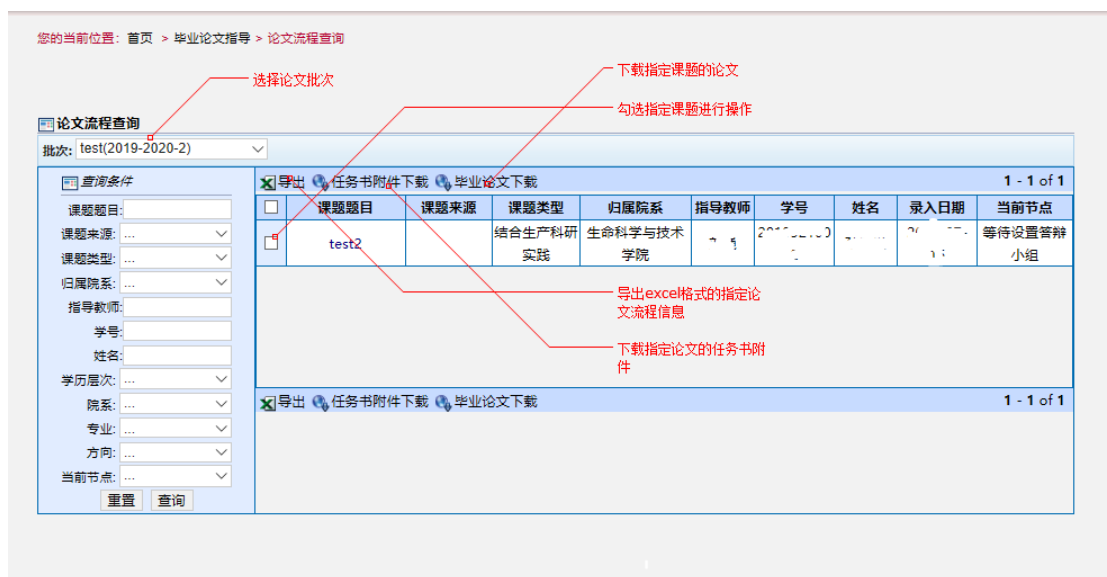 您的当前位置：首页 > 毕业论文指导 > 论文流程查询
下载指定课题的论文
选择论文批次
勾选指定课题进行操作
论文流程查询
批次: test(2019-2020-2)
查询条件
课题题目:
课题来源: ...
课题类型: ...
归属院系: ...
指导教师:
学号:
姓名:
学历层次: ...
院系: ...
专业: ...
方向: ...
当前节点: ...
重置 查询
导出 任务书附件下载 毕业论文下载 1 - 1 of 1
课题题目 课题来源 课题类型 归属院系 指导教师 学号 姓名 录入日期 当前节点
test2 结合生产科研 生命科学与技术 等待设置答辩
实践 学院 小组
导出excel格式的指定论
文流程信息
下载指定论文的任务书附
件
导出 任务书附件下载 毕业论文下载 1 - 1 of 1